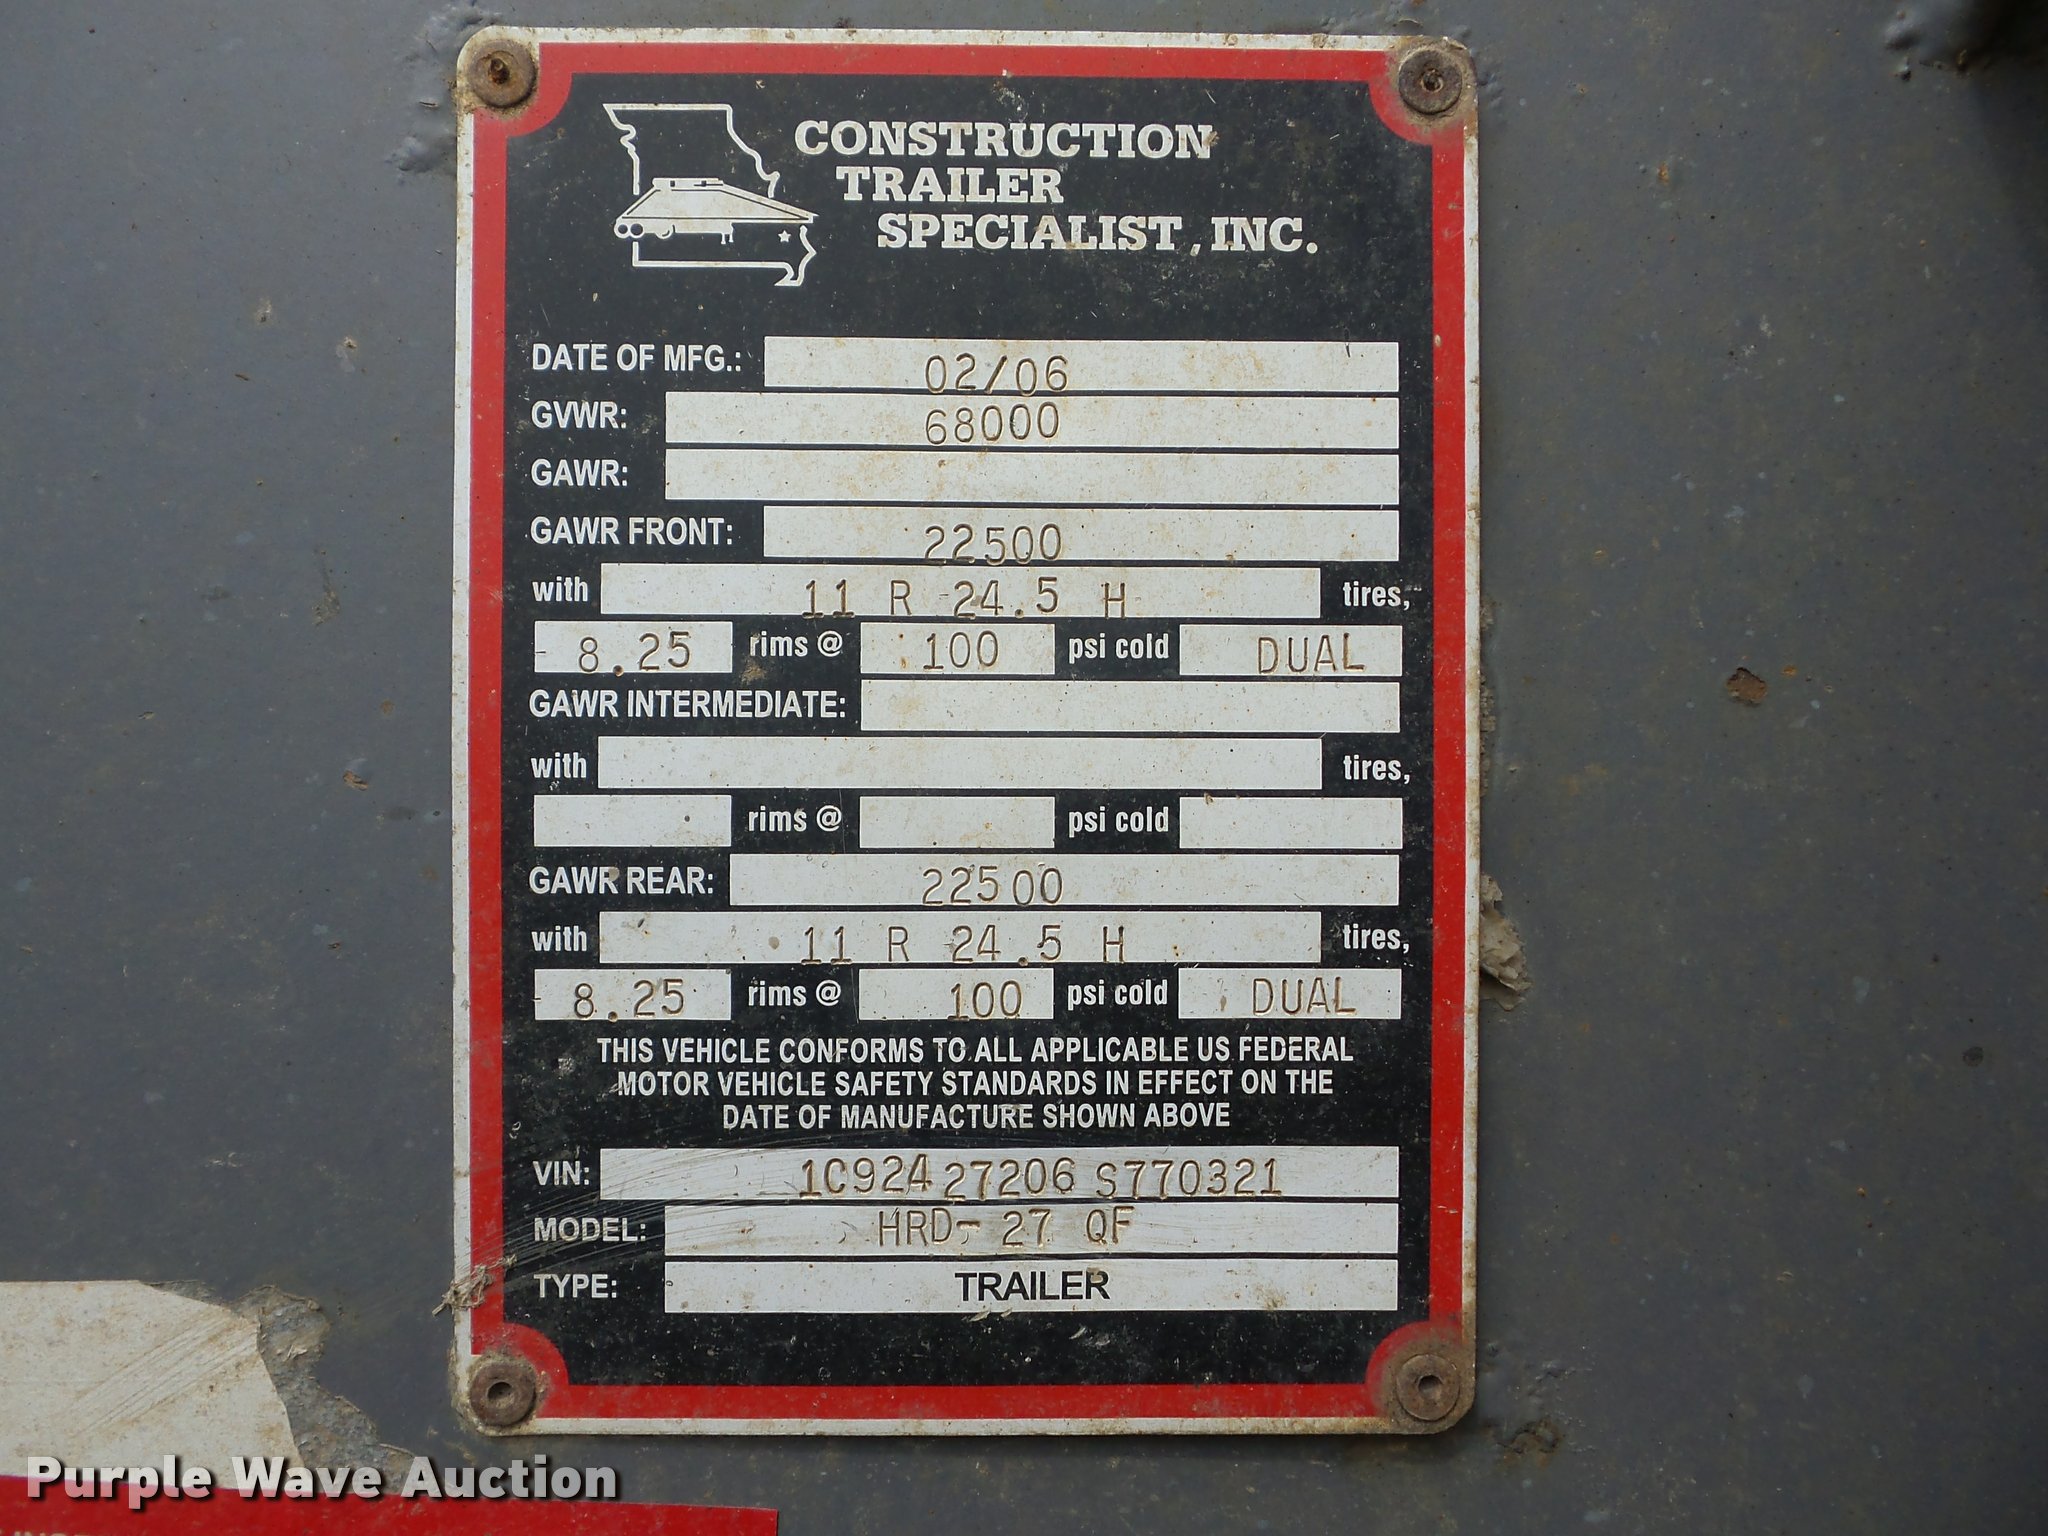 CONSTRUCTION
TRAILER
SPECIALIST, INC.
DATE OF MFG.: 02/06
GVWR: 68000
GAWR:
GAWR FRONT: 22500
with 11 R 24.5 H tires,
8.25 rims @ 100 psi cold DUAL
GAWR INTERMEDIATE:
with tires,
rims @ psi cold
GAWR REAR: 22500
with 11 R 24.5 H tires,
8.25 rims @ 100 psi cold DUAL
THIS VEHICLE CONFORMS TO ALL APPLICABLE US FEDERAL
MOTOR VEHICLE SAFETY STANDARDS IN EFFECT ON THE
DATE OF MANUFACTURE SHOWN ABOVE
VIN: 1C92427206S770321
MODEL: HRD- 27 QF
TYPE: TRAILER
Purple Wave Auction